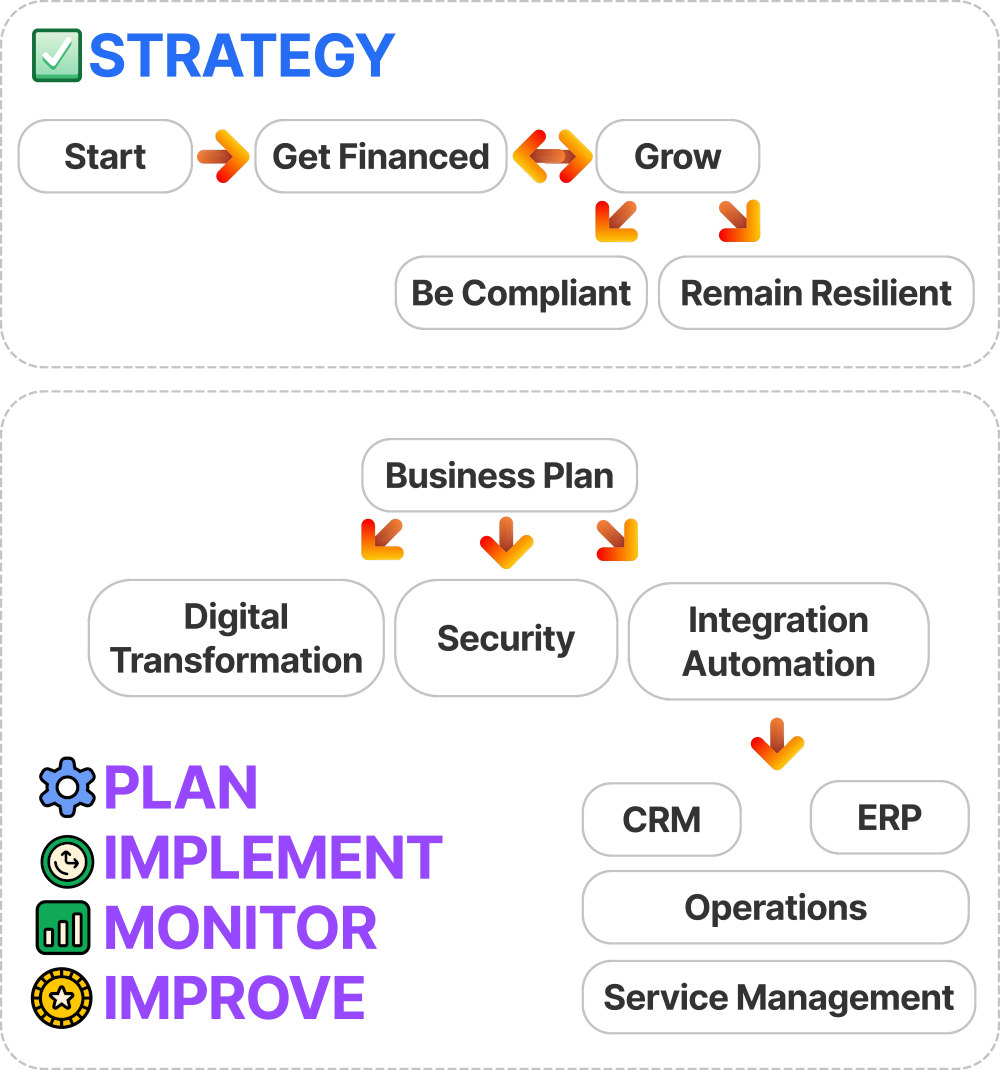 STRATEGY
Start
Get Financed
Grow
Be Compliant
Remain Resilient
Business Plan
Digital
Transformation
Security
Integration
Automation
PLAN
IMPLEMENT
MONITOR
IMPROVE
CRM
ERP
Operations
Service Management